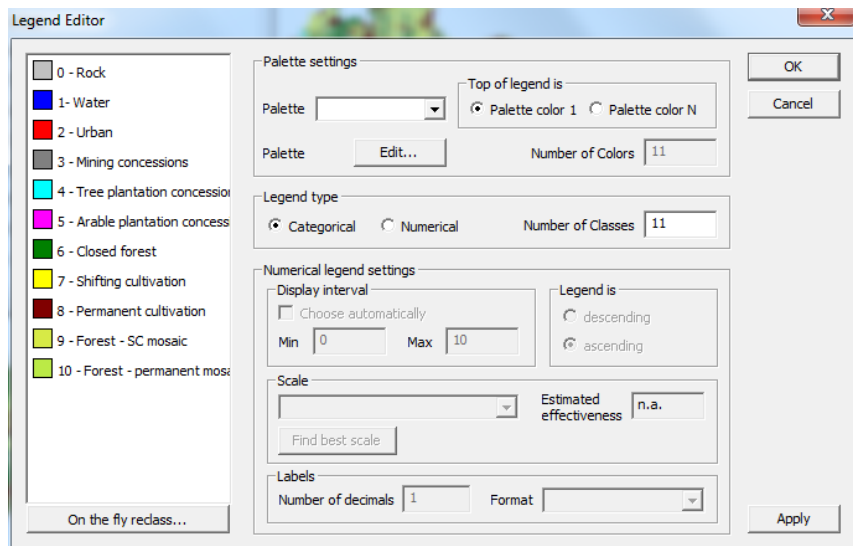 Legend Editor
0 - Rock
1- Water
2 - Urban
3 - Mining concessions
4 - Tree plantation concession
5 - Arable plantation concess
6 - Closed forest
7 - Shifting cultivation
8 - Permanent cultivation
9 - Forest - SC mosaic
10 - Forest - permanent mosa
On the fly reclass...
Palette settings
Palette
Top of legend is
Palette color 1 Palette color N
Palette Edit... Number of Colors 11
Legend type
Categorical Numerical Number of Classes 11
Numerical legend settings
Display interval
Choose automatically
Min 0 Max 10
Legend is
descending
ascending
Scale
Find best scale
Estimated
effectiveness n.a.
Labels
Number of decimals 1 Format
OK
Cancel
Apply